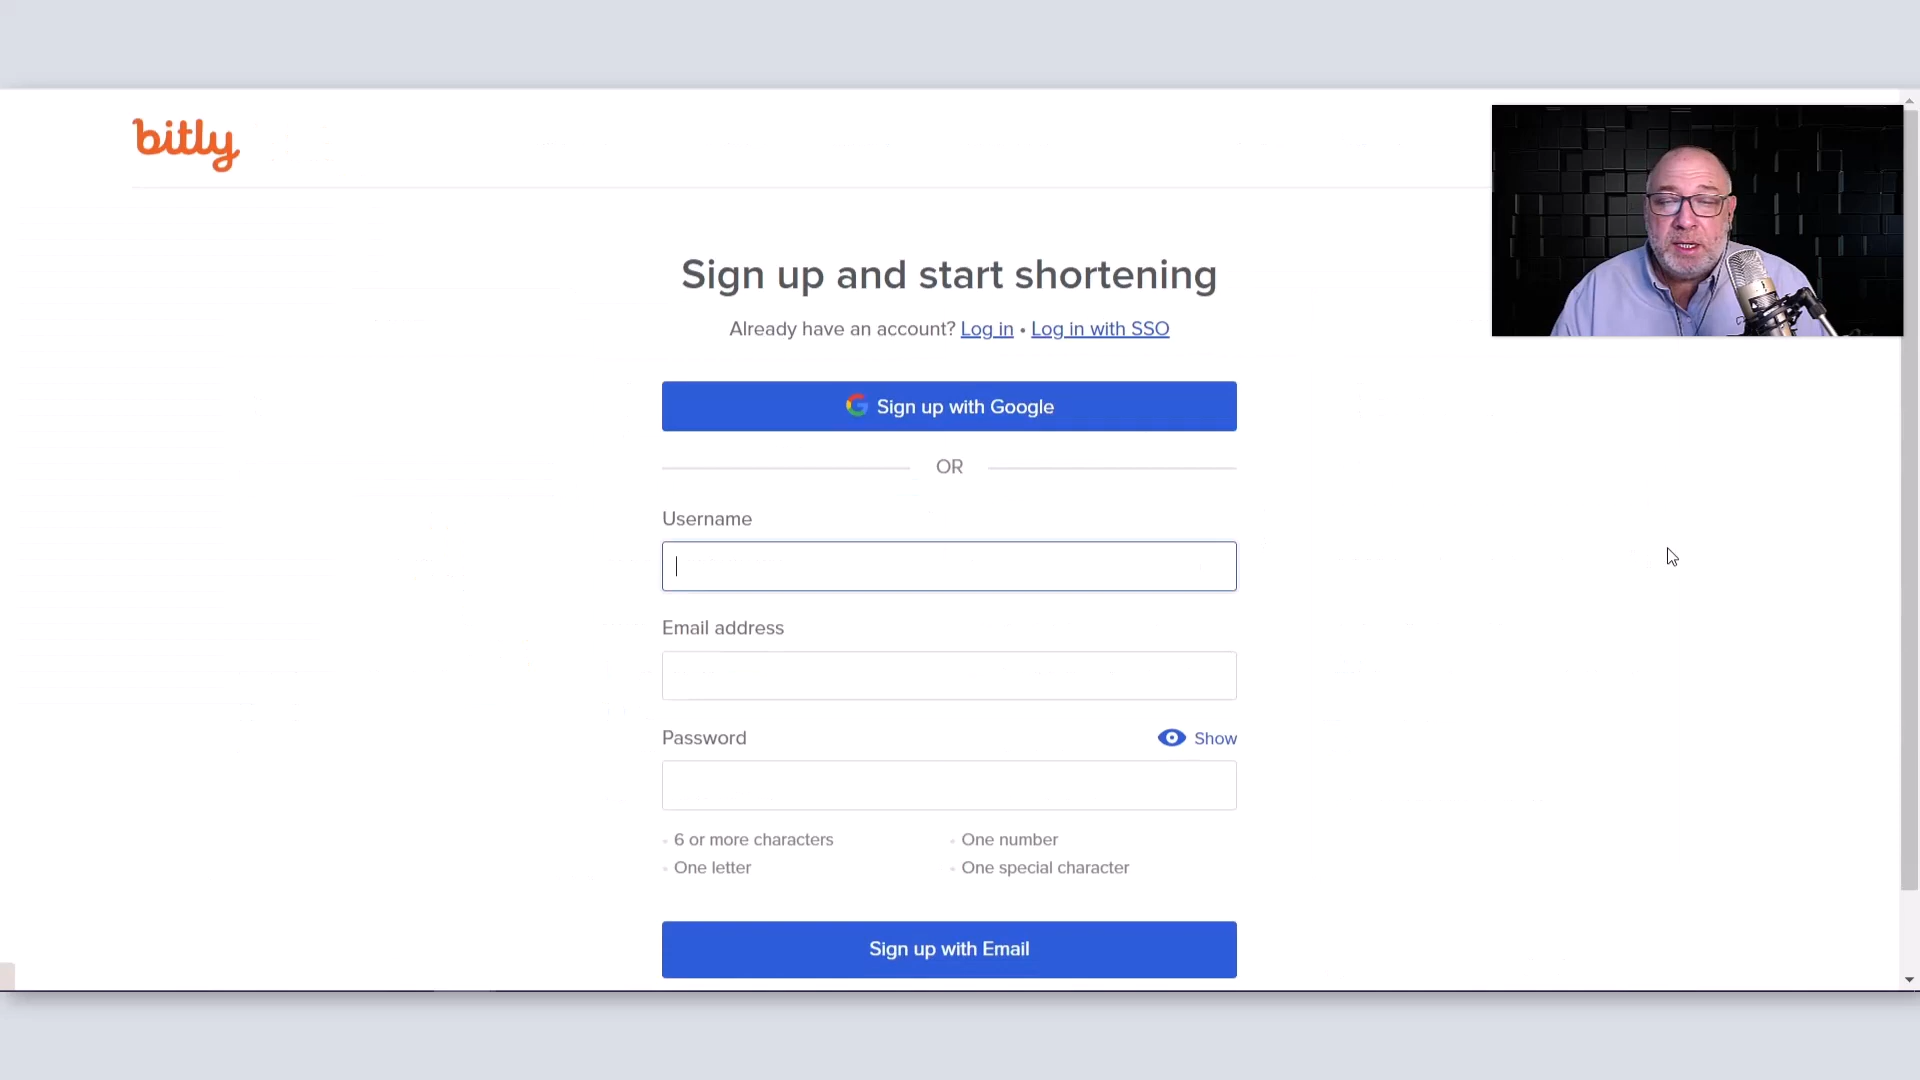 bitly
Sign up and start shortening
Already have an account? Log in • Log in with SSO
Sign up with Google
OR
Username
Email address
Password
Show
6 or more characters
One number
One letter
One special character
Sign up with Email